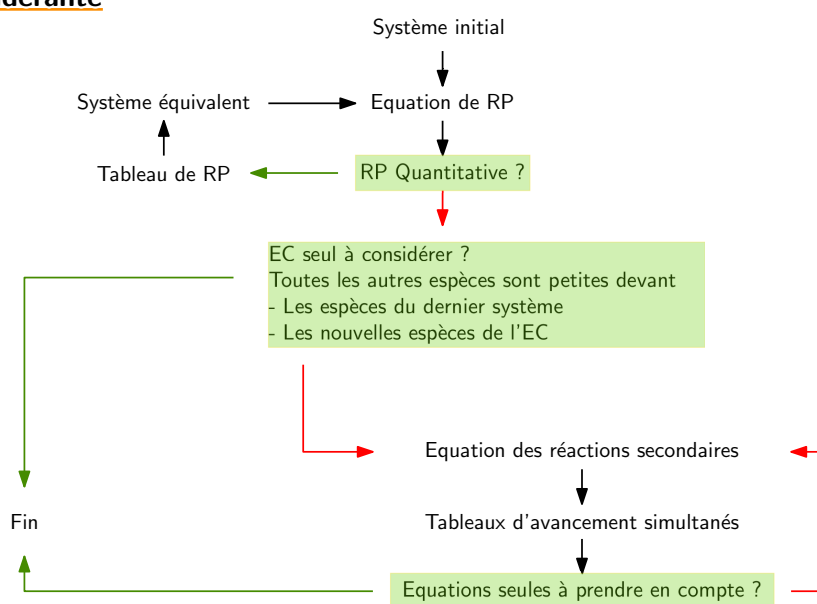 Système initial
Système équivalent
Equation de RP
Tableau de RP
RP Quantitative ?
EC seul à considérer ?
Toutes les autres espèces sont petites devant
- Les espèces du dernier système
- Les nouvelles espèces de l'EC
Equation des réactions secondaires
Fin
Tableaux d'avancement simultanés
Equations seules à prendre en compte ?